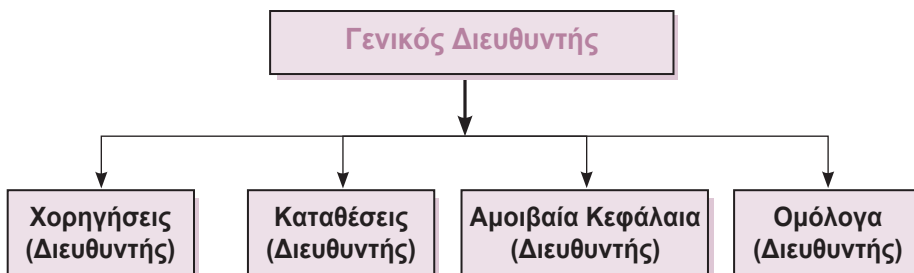 Γενικός Διευθυντής
Χορηγήσεις
(Διευθυντής)
Καταθέσεις
(Διευθυντής)
Αμοιβαία Κεφάλαια
(Διευθυντής)
Ομόλογα
(Διευθυντής)